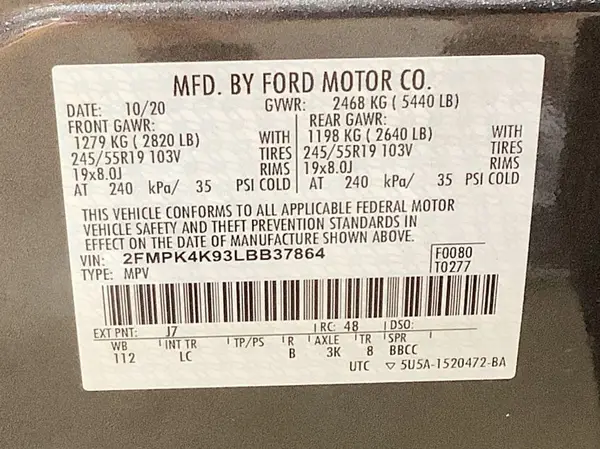 MFD. BY FORD MOTOR CO.
DATE: 10/20 GVWR: 2468 KG ( 5440 LB)
FRONT GAWR: REAR GAWR:
1279 KG ( 2820 LB) WITH 1198 KG ( 2640 LB) WITH
245/55R19 103V TIRES 245/55R19 103V TIRES
19x8.0J RIMS 19x8.0J RIMS
AT 240 kPa/ 35 PSI COLD AT 240 kPa/ 35 PSI COLD
THIS VEHICLE CONFORMS TO ALL APPLICABLE FEDERAL MOTOR
VEHICLE SAFETY AND THEFT PREVENTION STANDARDS IN
EFFECT ON THE DATE OF MANUFACTURE SHOWN ABOVE.
VIN: 2FMPK4K93LBB37864 F0080
TYPE: MPV T0277
EXT PNT: J7 RC: 48 DSO:
WB INT TR TP/PS R AXLE TR SPR
112 LC B 3K 8 BBCC
UTC ▽ 5U5A-1520472-BA